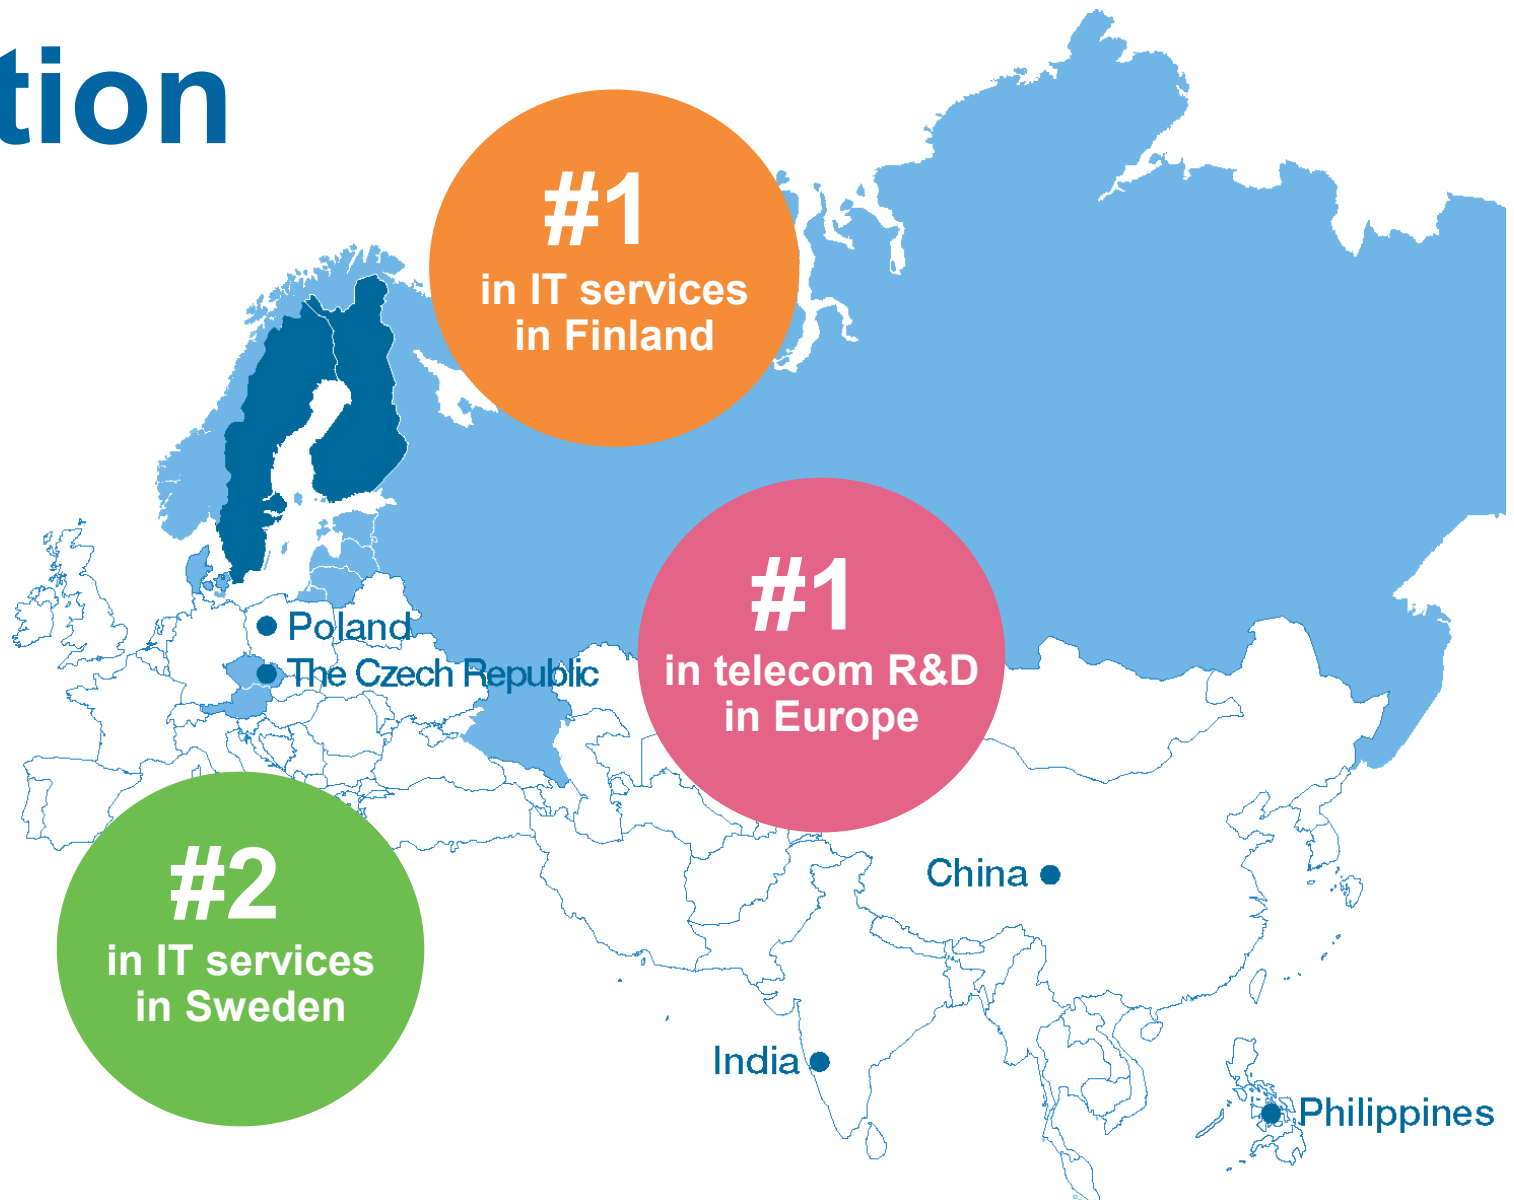 tion
#1
in IT services
in Finland
#1
in telecom R&D
in Europe
Poland
The Czech Republic
#2
in IT services
in Sweden
China
India
Philippines